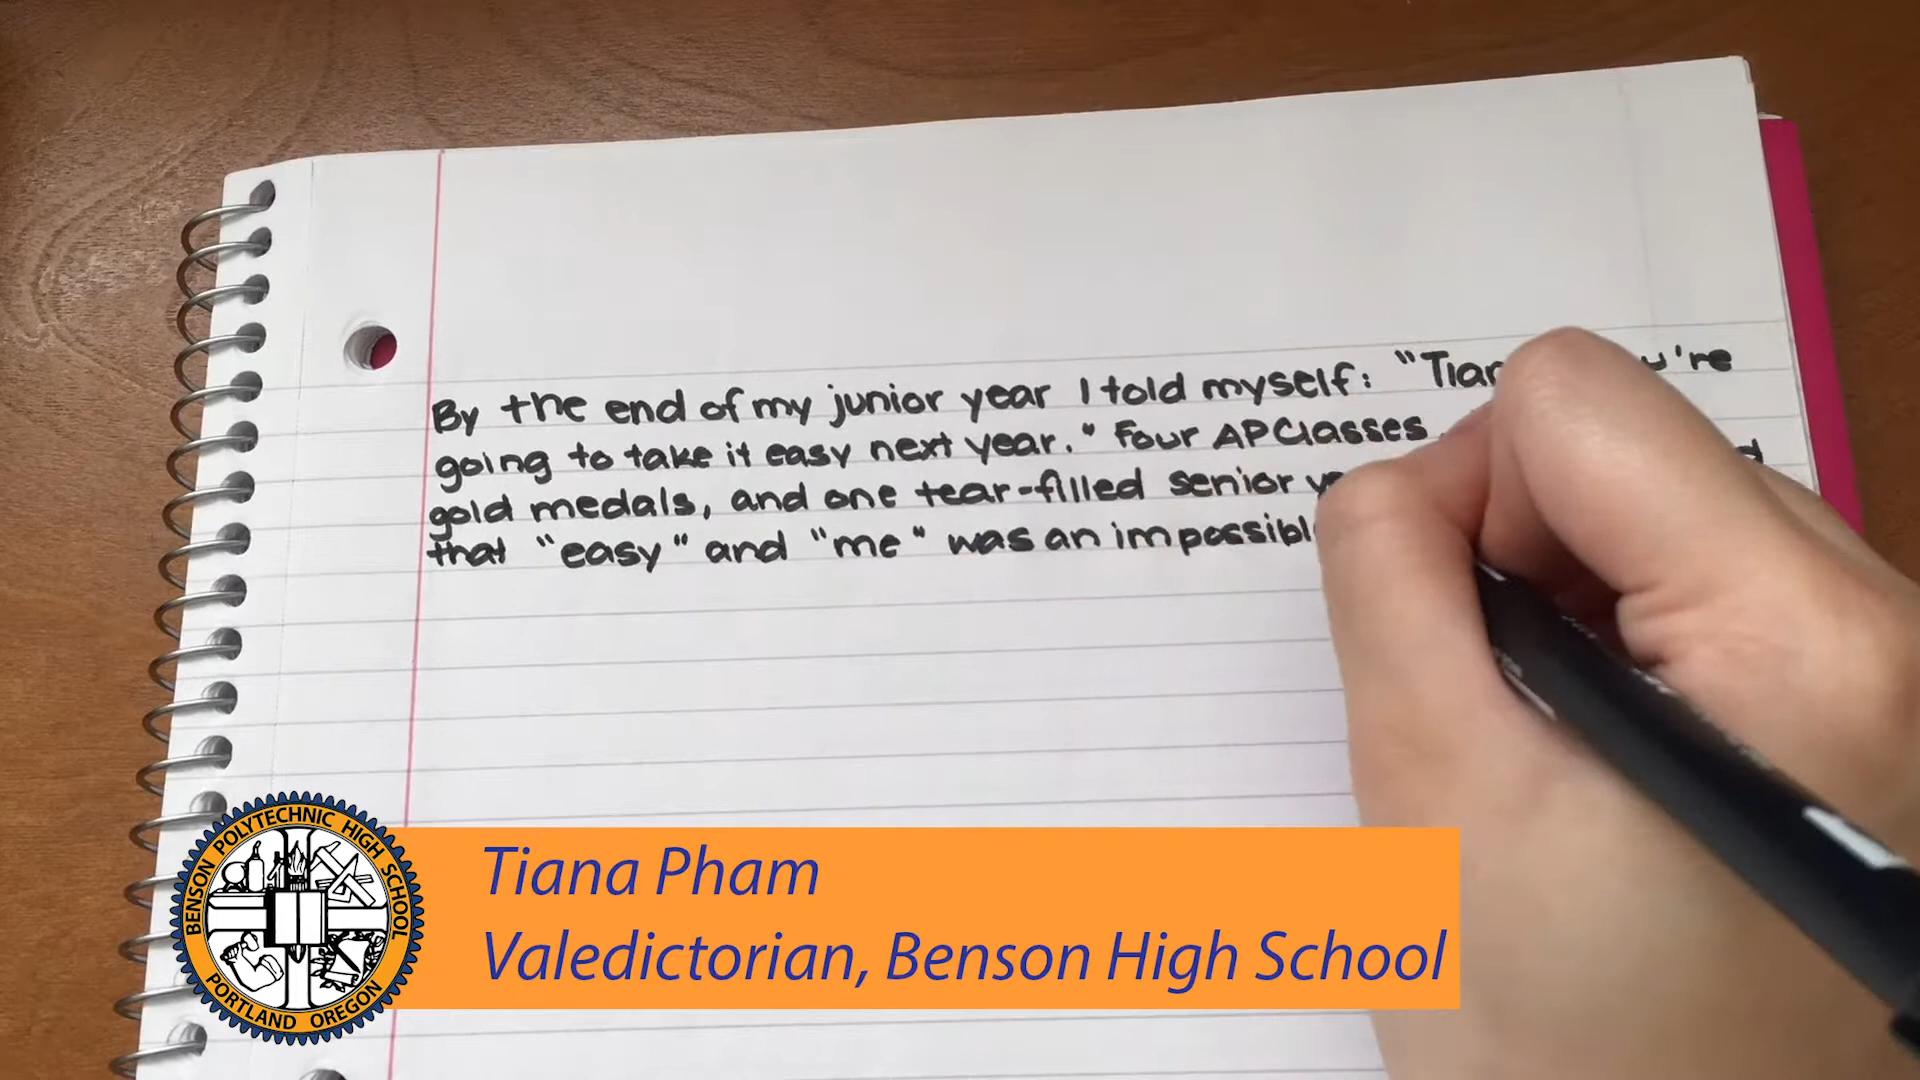 By the end of my junior year I told myself: "Tian
going to take it easy next year." Four AP Classes
gold medals, and one tear-filled senior
that "easy" and "me" was an impossibl
BENSON POLYTECHNIC HIGH SCHOOL
PORTLAND OREGON
Tiana Pham
Valedictorian, Benson High School